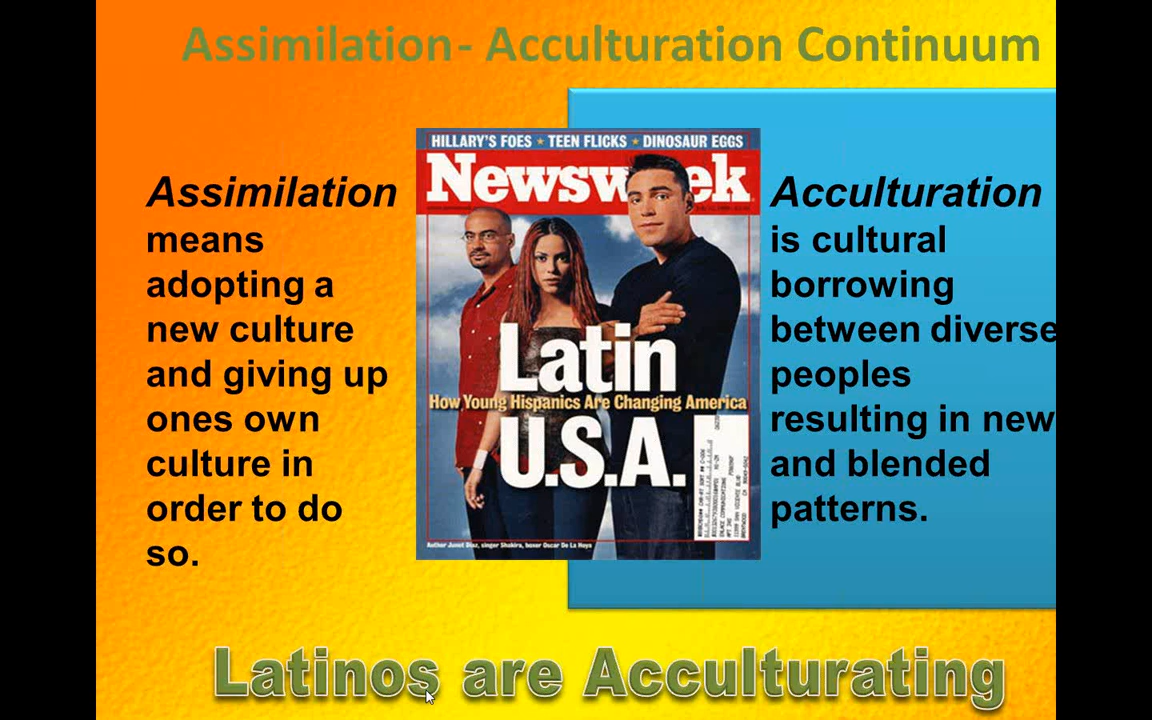 Assimilation- Acculturation Continuum
Assimilation
means
adopting a
new culture
and giving up
ones own
culture in
order to do
so.
HILLARY'S FOES ★ TEEN FLICKS ★ DINOSAUR EGGS
Newsweek
Latin
How Young Hispanics Are Changing America
U.S.A.
Author Junot Diaz, singer Shakira, boxer Oscar De La Hoya
Acculturation
is cultural
borrowing
between diverse
peoples
resulting in new
and blended
patterns.
Latinos are Acculturating